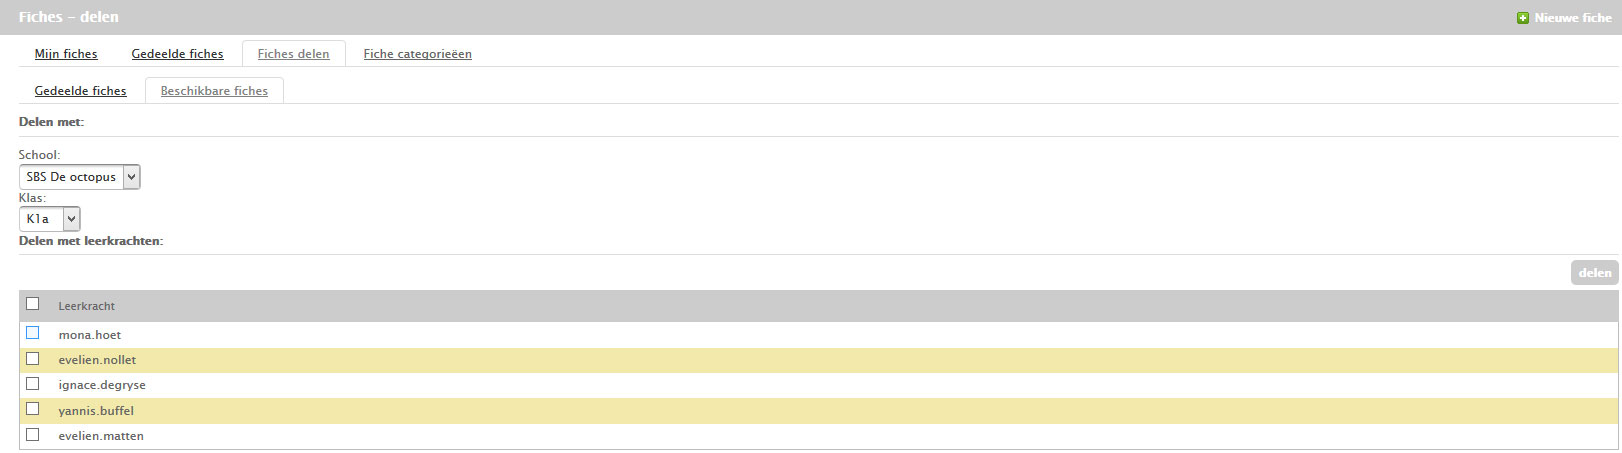 Fiches - delen
Nieuwe fiche
Mijn fiches Gedeelde fiches Fiches delen Fiche categorieëen
Gedeelde fiches Beschikbare fiches
Delen met:
School:
SBS De octopus
Klas:
K1a
Delen met leerkrachten:
delen
Leerkracht
mona.hoet
evelien.nollet
ignace.degryse
yannis.buffel
evelien.matten